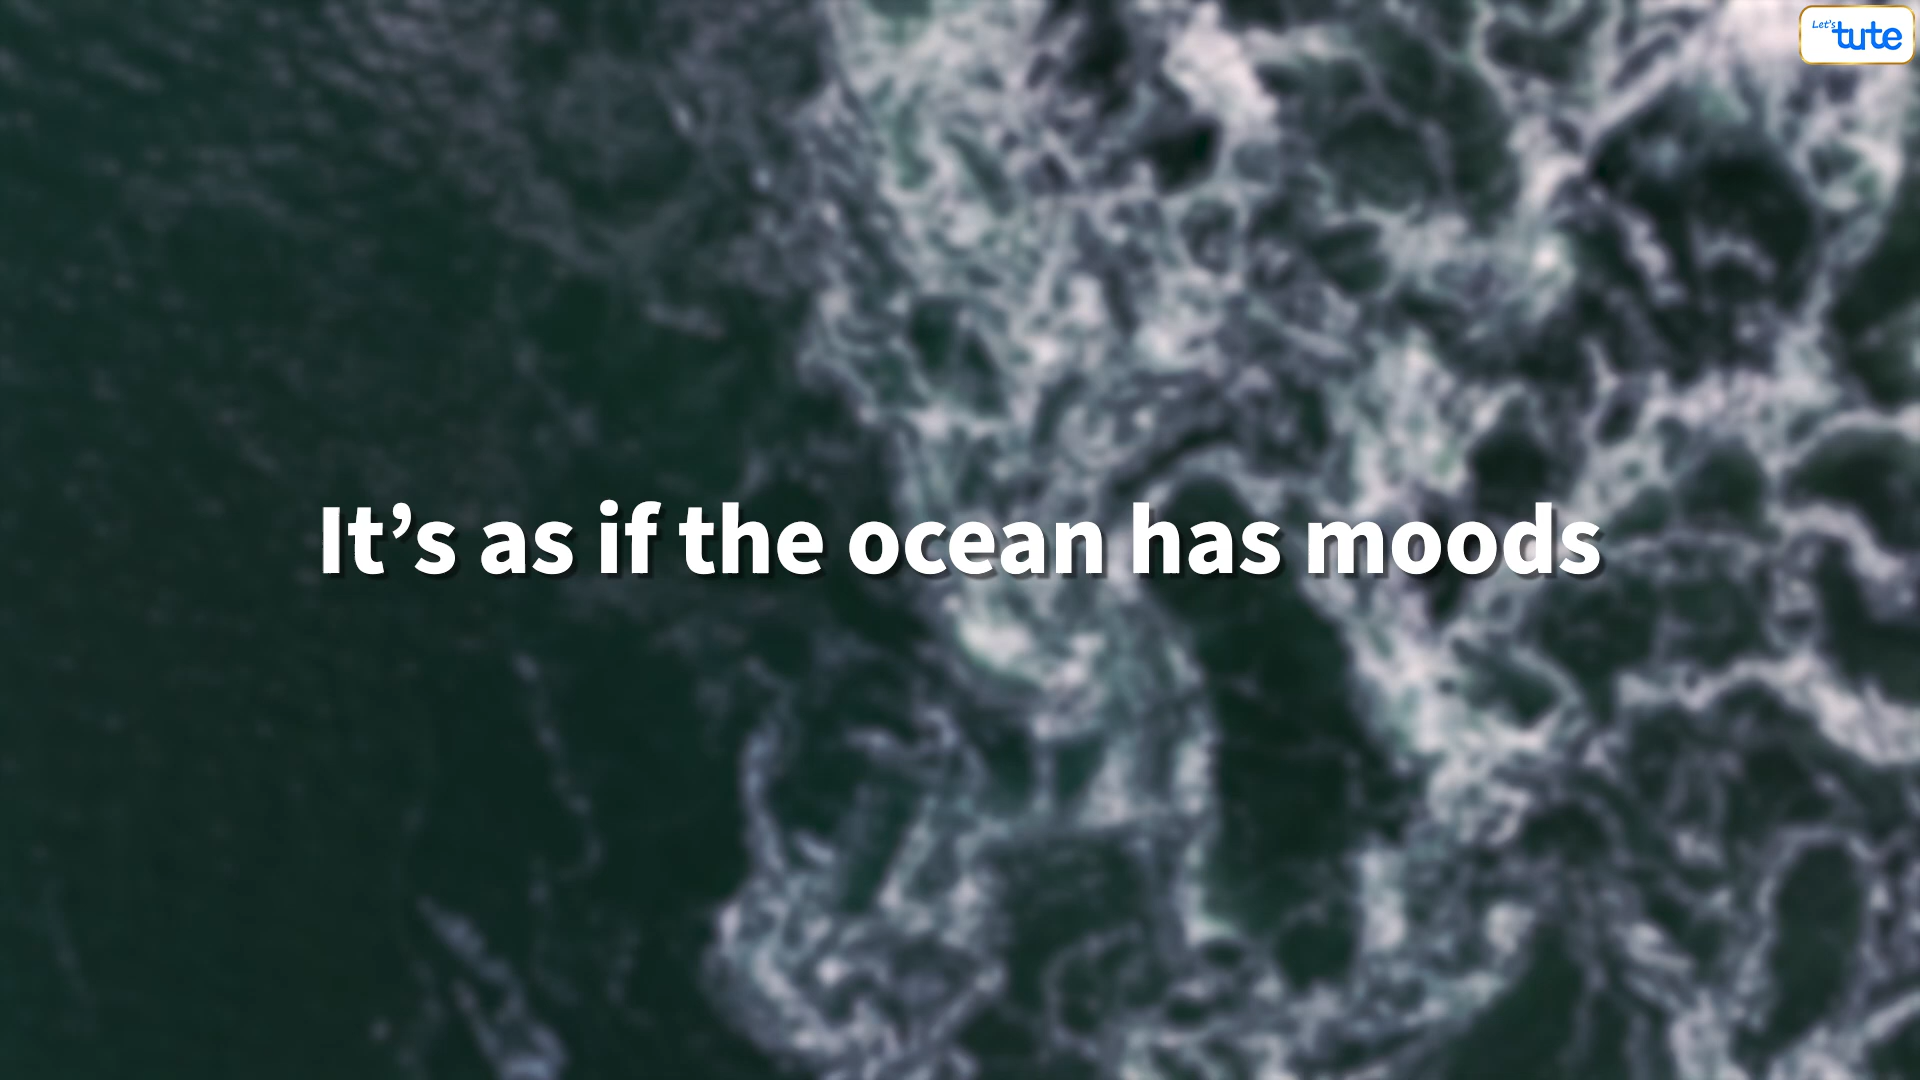 Let's
tute
It’s as if the ocean has moods